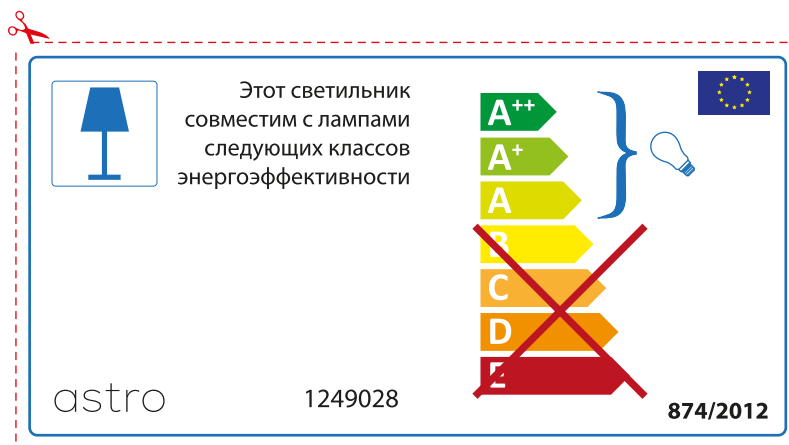 Этот светильник
совместим с лампами
следующих классов
энергоэффективности
A++
A+
A
B
C
D
E
astro
1249028
874/2012